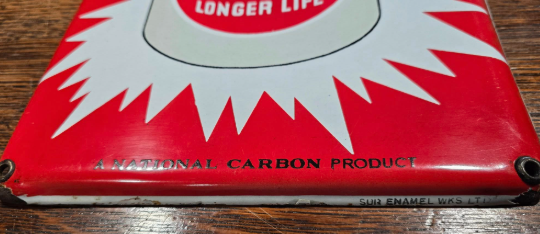 LONGER LIFE
A NATIONAL CARBON PRODUCT
SUR ENAMEL WKS LTD